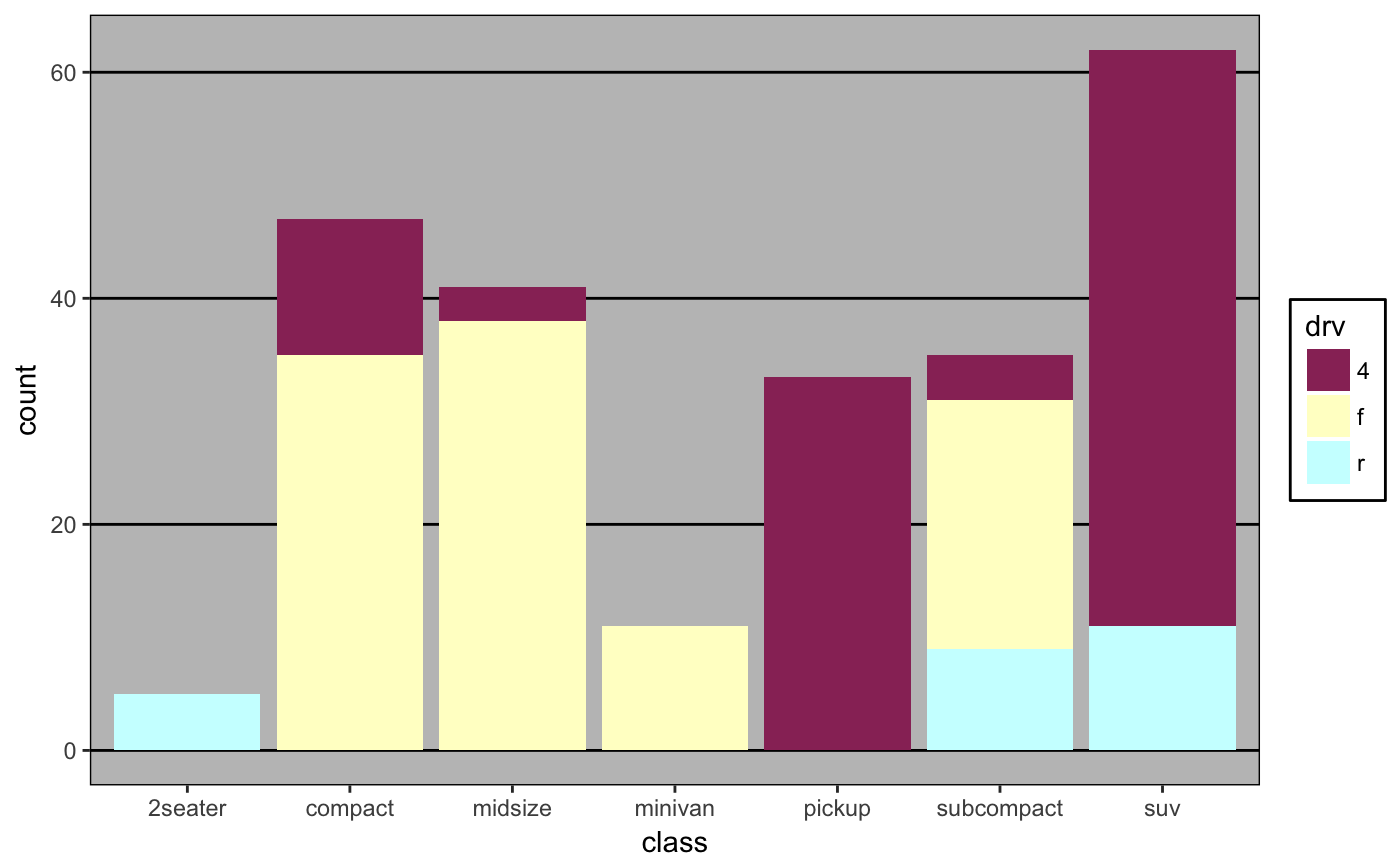 60
40
20
0
count
2seater compact midsize minivan pickup subcompact suv
class
drv
4
f
r